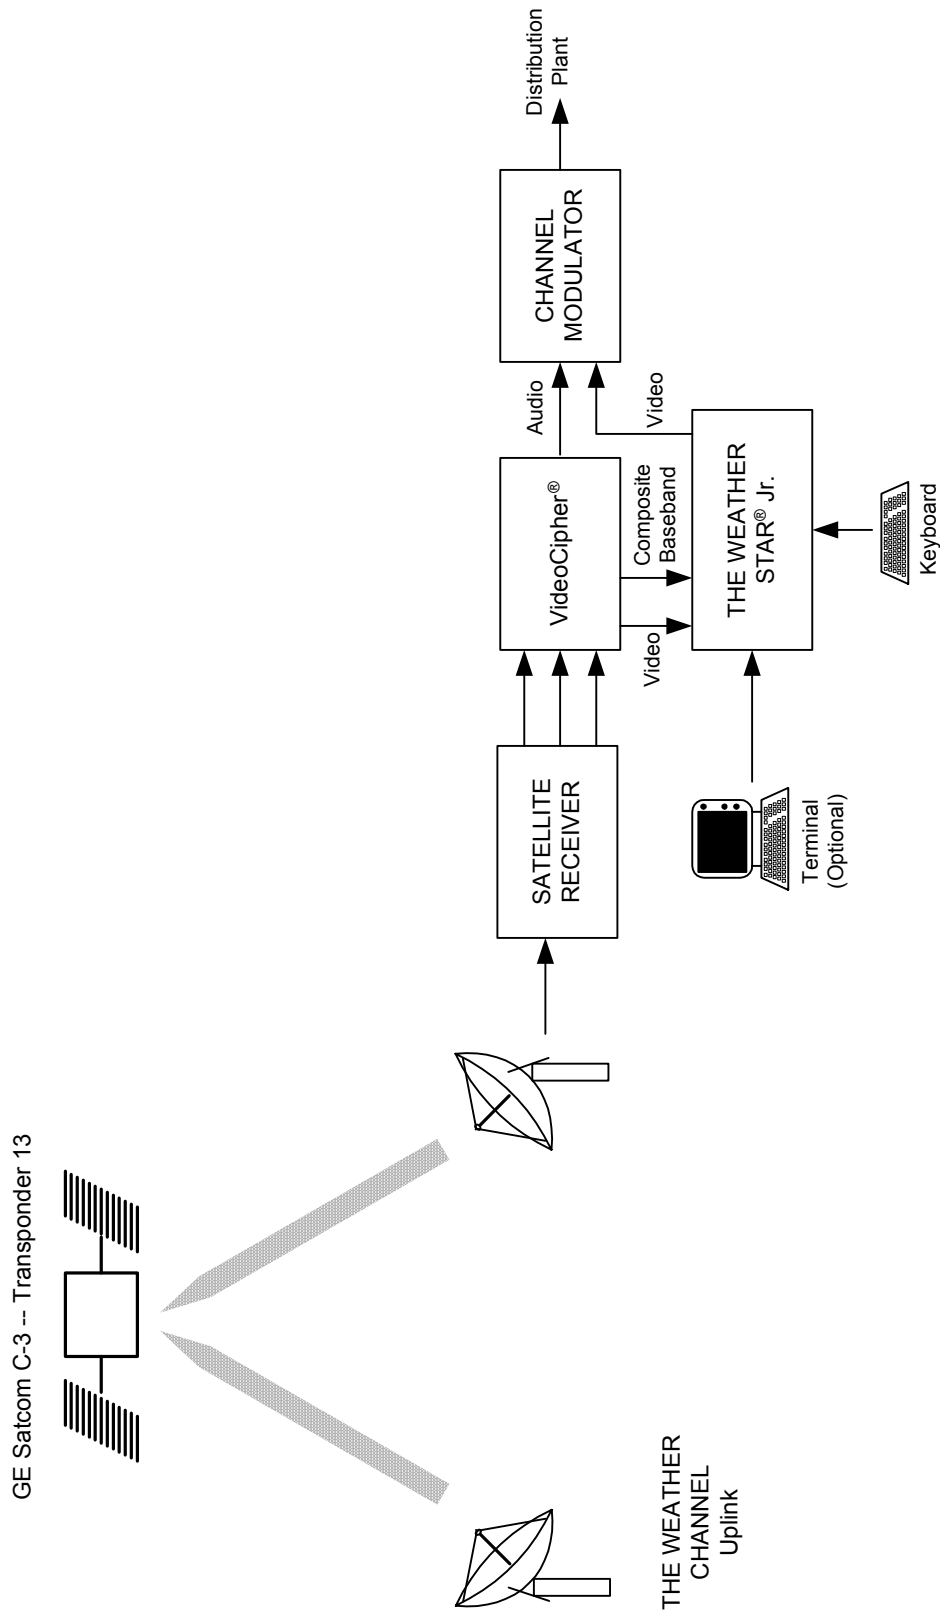 GE Satcom C-3 -- Transponder 13
THE WEATHER
CHANNEL
Uplink
SATELLITE
RECEIVER
VideoCipher®
Audio
CHANNEL
MODULATOR
Distribution
Plant
Video
Composite
Baseband
Video
THE WEATHER
STAR® Jr.
Terminal
(Optional)
Keyboard